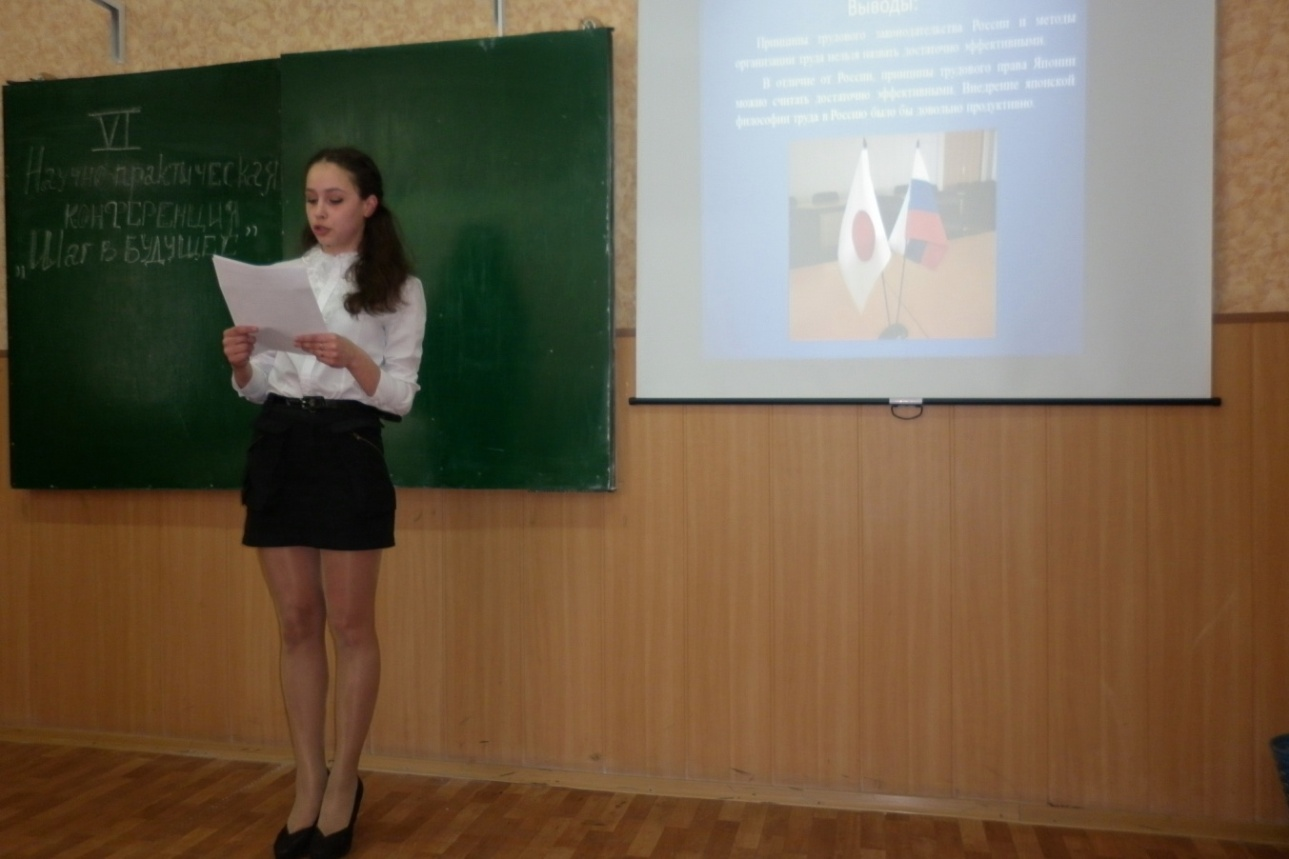 VI
Научно-практическая
конференция
„Шаг в будущее”
Выводы:
Принципы трудового законодательства России и методы
организации труда нельзя назвать достаточно эффективными.
В отличие от России, принципы трудового права Японии
можно считать достаточно эффективными. Внедрение японской
философии труда в Россию было бы довольно продуктивно.